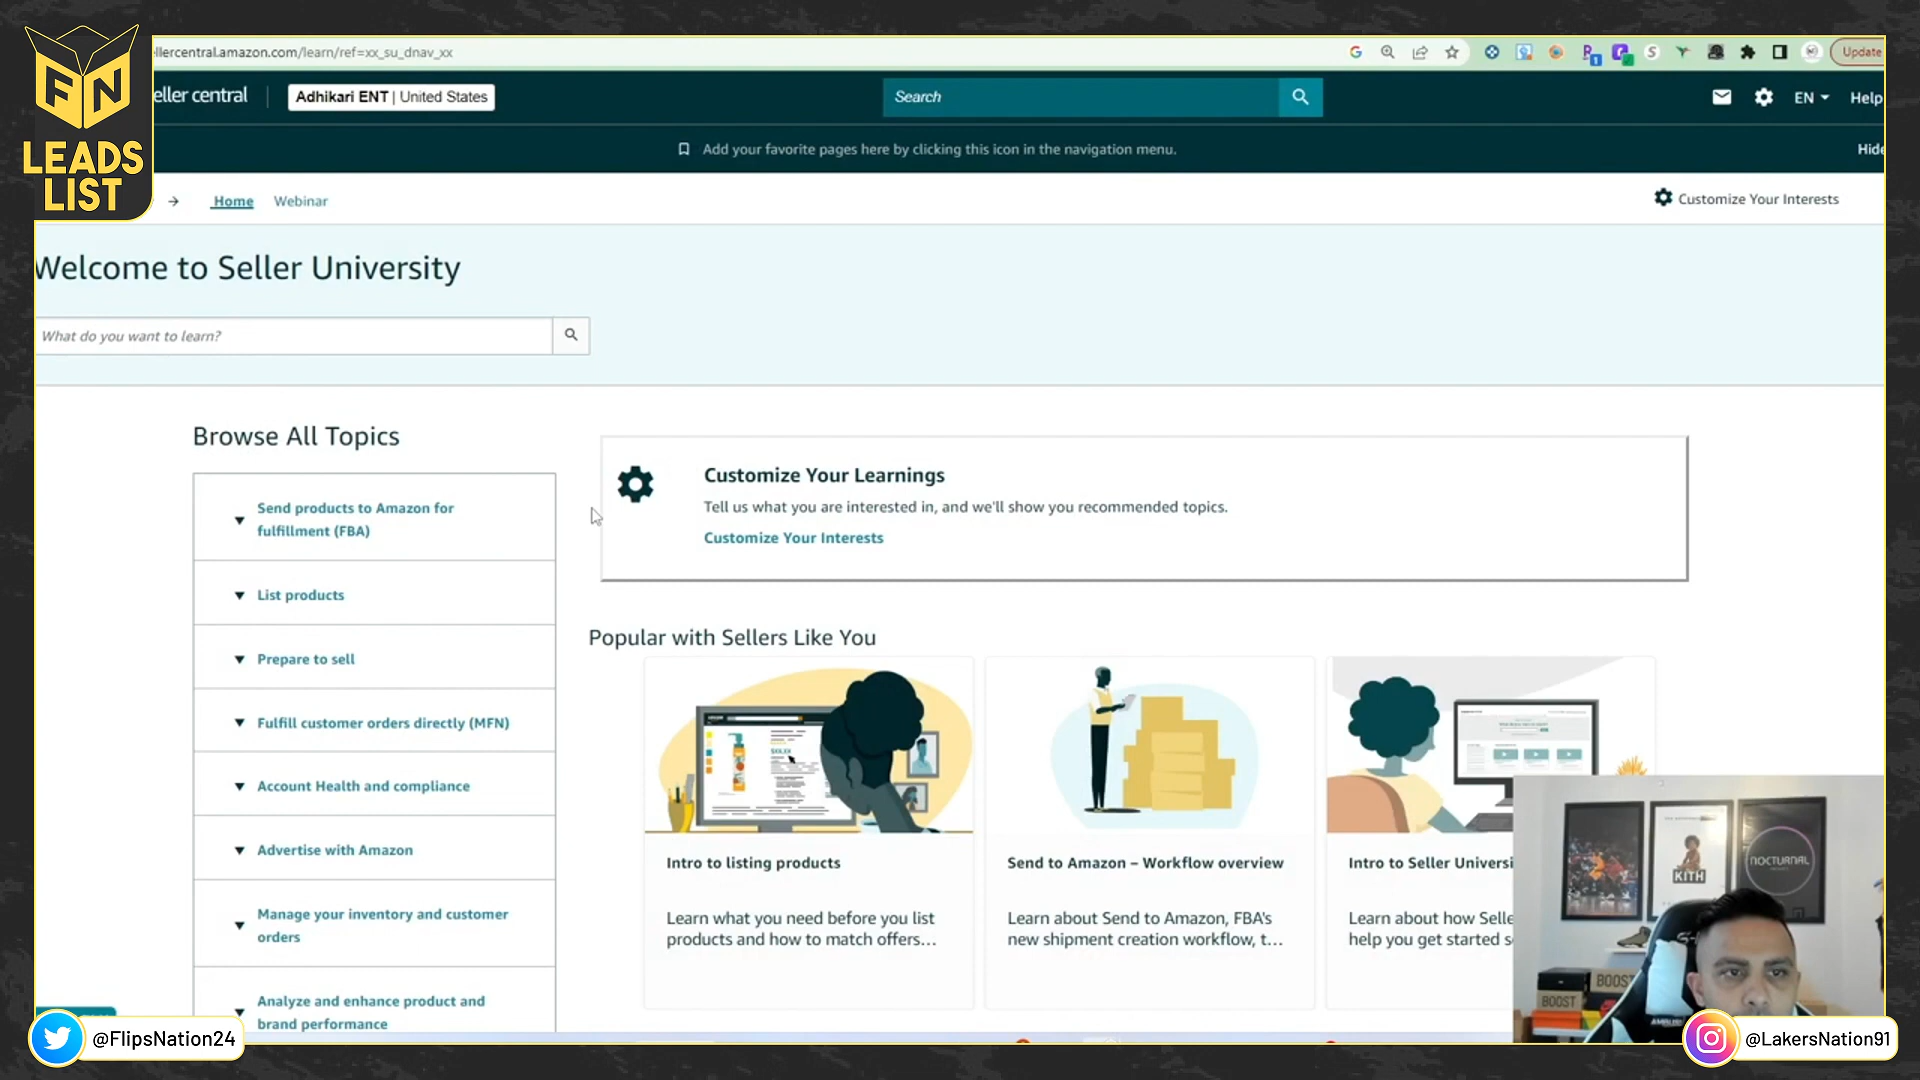 FN
LEADS
LIST
llercentral.amazon.com/learn/ref=xx_su_dnav_xx
Update
eller central
Adhikari ENT | United States
Search
EN
Help
Add your favorite pages here by clicking this icon in the navigation menu.
Hide
Home
Webinar
Customize Your Interests
Welcome to Seller University
What do you want to learn?
Browse All Topics
Send products to Amazon for
fulfillment (FBA)
List products
Prepare to sell
Fulfill customer orders directly (MFN)
Account Health and compliance
Advertise with Amazon
Manage your inventory and customer
orders
Analyze and enhance product and
brand performance
Customize Your Learnings
Tell us what you are interested in, and we'll show you recommended topics.
Customize Your Interests
Popular with Sellers Like You
Intro to listing products
Learn what you need before you list
products and how to match offers...
Send to Amazon – Workflow overview
Learn about Send to Amazon, FBA's
new shipment creation workflow, t...
Intro to Seller Universi
Learn about how Selle
help you get started s
KITH
NOCTURNAL
BOOST
BOOST
@FlipsNation24
@LakersNation91